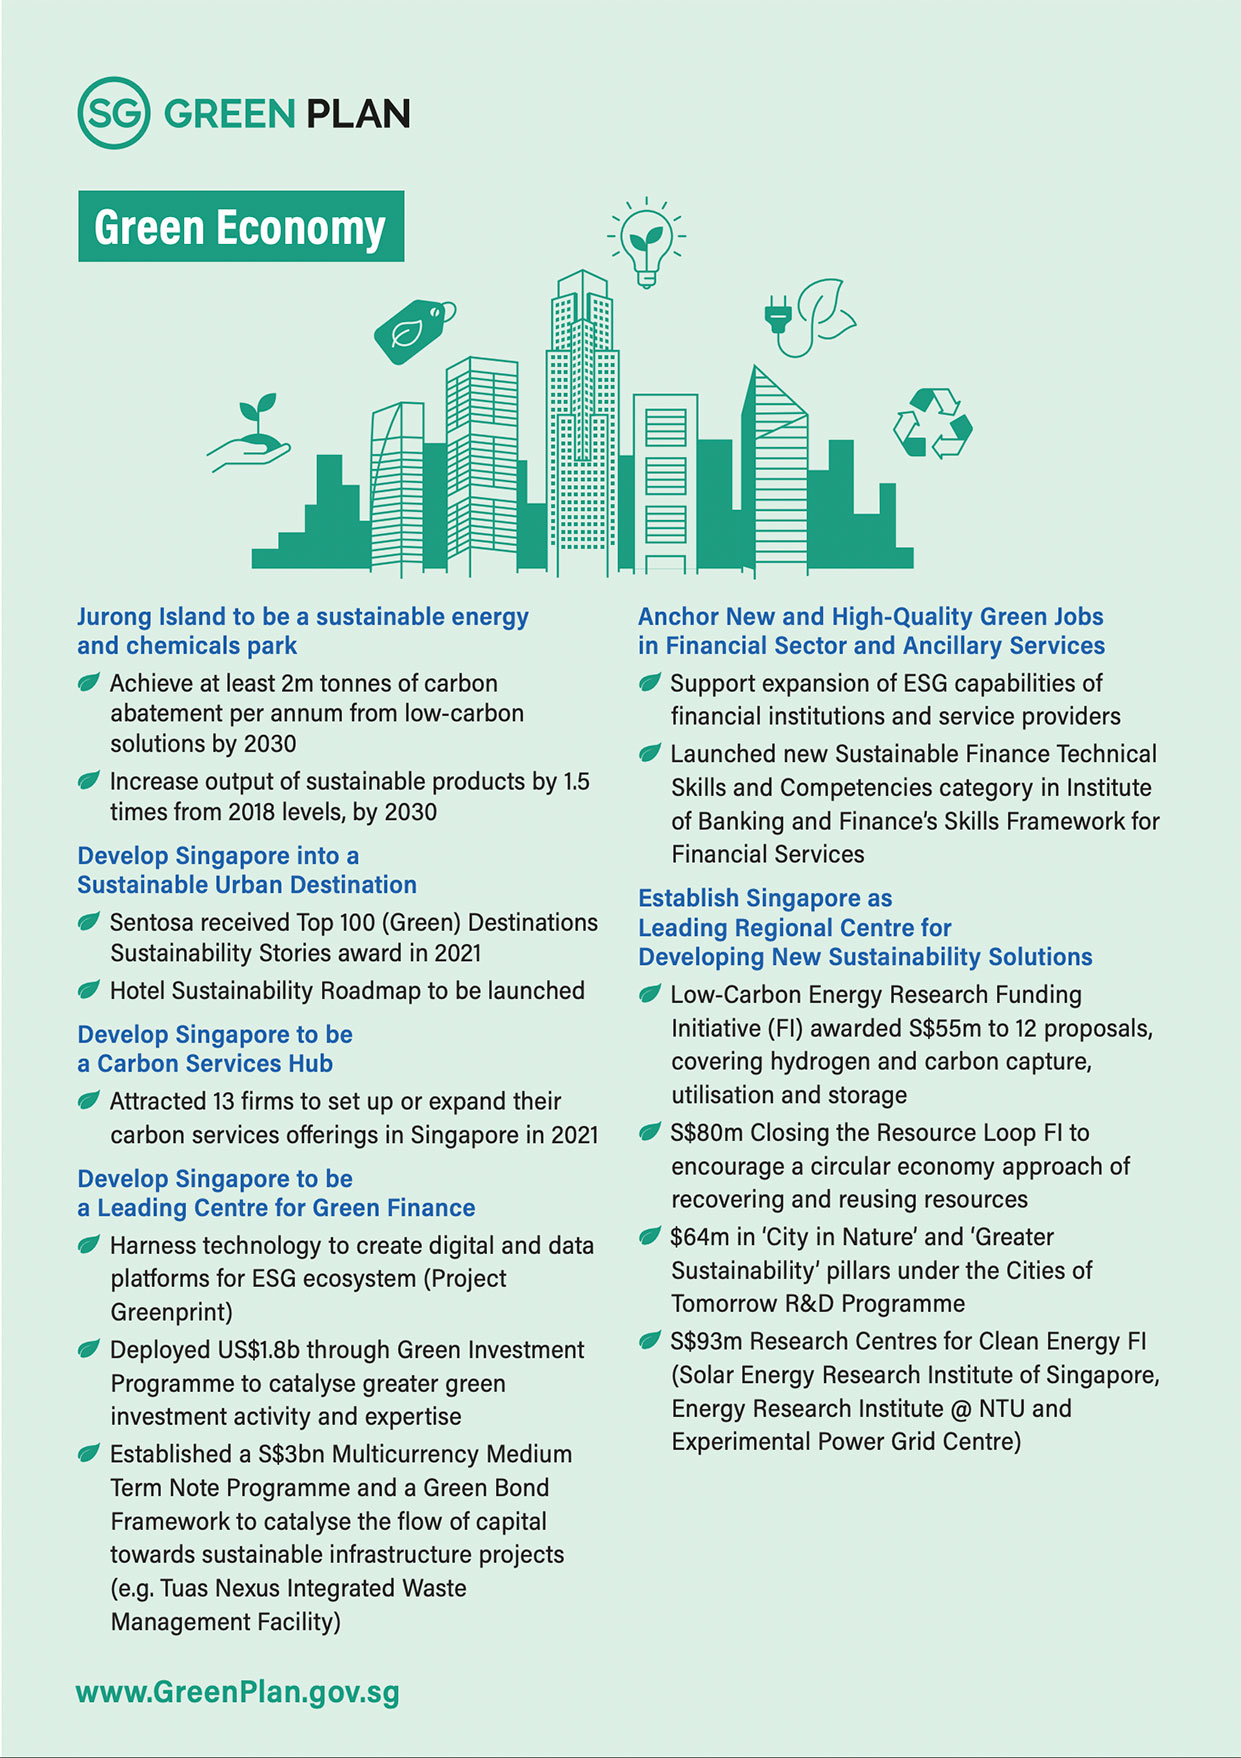 SG GREEN PLAN
Green Economy
Jurong Island to be a sustainable energy
and chemicals park
Achieve at least 2m tonnes of carbon
abatement per annum from low-carbon
solutions by 2030
Increase output of sustainable products by 1.5
times from 2018 levels, by 2030
Develop Singapore into a
Sustainable Urban Destination
Sentosa received Top 100 (Green) Destinations
Sustainability Stories award in 2021
Hotel Sustainability Roadmap to be launched
Develop Singapore to be
a Carbon Services Hub
Attracted 13 firms to set up or expand their
carbon services offerings in Singapore in 2021
Develop Singapore to be
a Leading Centre for Green Finance
Harness technology to create digital and data
platforms for ESG ecosystem (Project
Greenprint)
Deployed US$1.8b through Green Investment
Programme to catalyse greater green
investment activity and expertise
Established a S$3bn Multicurrency Medium
Term Note Programme and a Green Bond
Framework to catalyse the flow of capital
towards sustainable infrastructure projects
(e.g. Tuas Nexus Integrated Waste
Management Facility)
Anchor New and High-Quality Green Jobs
in Financial Sector and Ancillary Services
Support expansion of ESG capabilities of
financial institutions and service providers
Launched new Sustainable Finance Technical
Skills and Competencies category in Institute
of Banking and Finance's Skills Framework for
Financial Services
Establish Singapore as
Leading Regional Centre for
Developing New Sustainability Solutions
Low-Carbon Energy Research Funding
Initiative (FI) awarded S$55m to 12 proposals,
covering hydrogen and carbon capture,
utilisation and storage
S$80m Closing the Resource Loop FI to
encourage a circular economy approach of
recovering and reusing resources
$64m in 'City in Nature' and 'Greater
Sustainability' pillars under the Cities of
Tomorrow R&D Programme
S$93m Research Centres for Clean Energy FI
(Solar Energy Research Institute of Singapore,
Energy Research Institute @ NTU and
Experimental Power Grid Centre)
www.GreenPlan.gov.sg